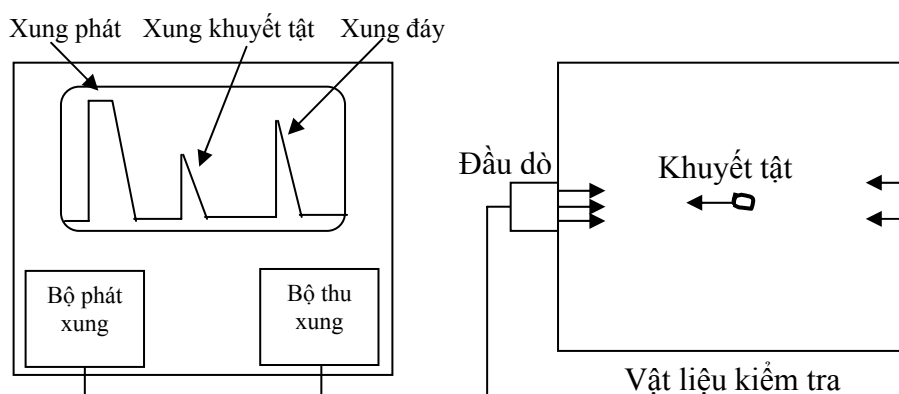 Xung phát Xung khuyết tật Xung đáy
Đầu dò
Khuyết tật
Bộ phát
xung
Bộ thu
xung
Vật liệu kiểm tra